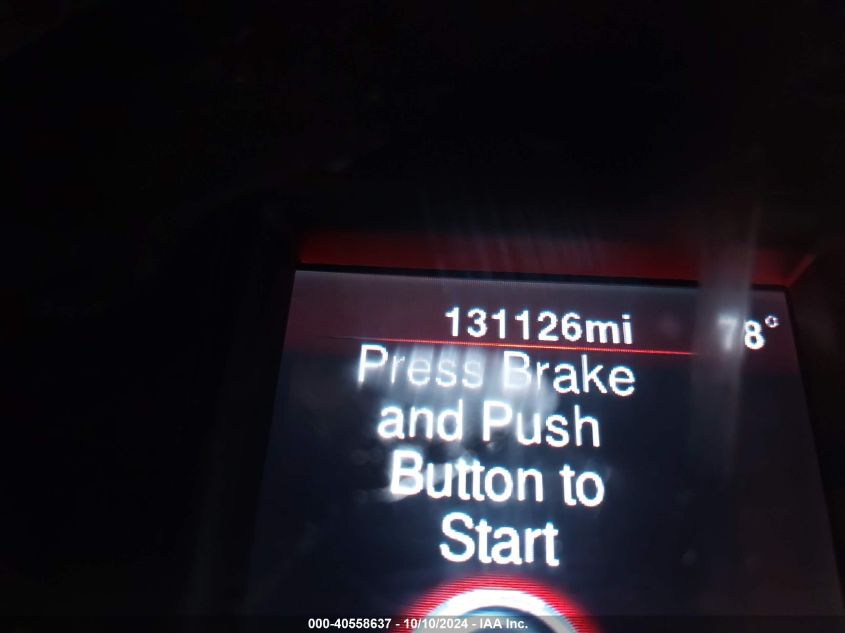 131126mi 78°
Press Brake
and Push
Button to
Start
000-40558637 - 10/10/2024 - IAA Inc.